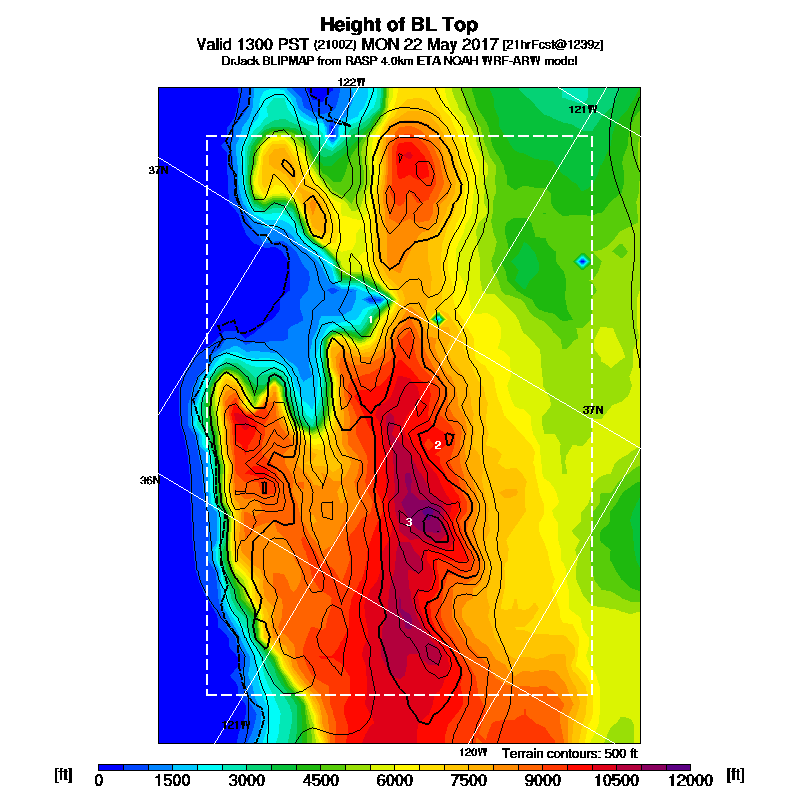 Height of BL Top
Valid 1300 PST (2100Z) MON 22 May 2017 [21hrFcst@1239z]
DrJack BLIPMAP from RASP 4.0km ETA NOAH WRF-ARW model
122W
121W
37N
1
37N
2
36N
3
121W
120W
Terrain contours: 500 ft
[ft] 0 1500 3000 4500 6000 7500 9000 10500 12000 [ft]